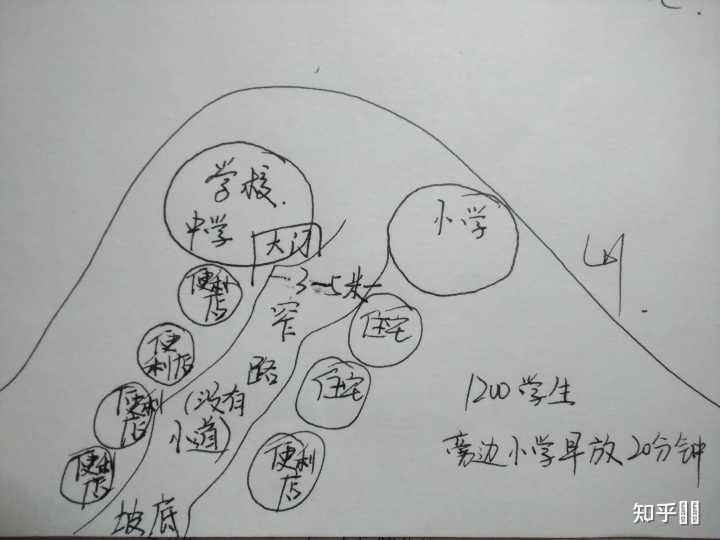 学校
中学
大门
小学
3-5米
便利店
窄
住宅
山
便利店
路
住宅
1200学生
便利店
(没有
小道)
旁边小学早放20分钟
便利店
便利店
坡底
知乎